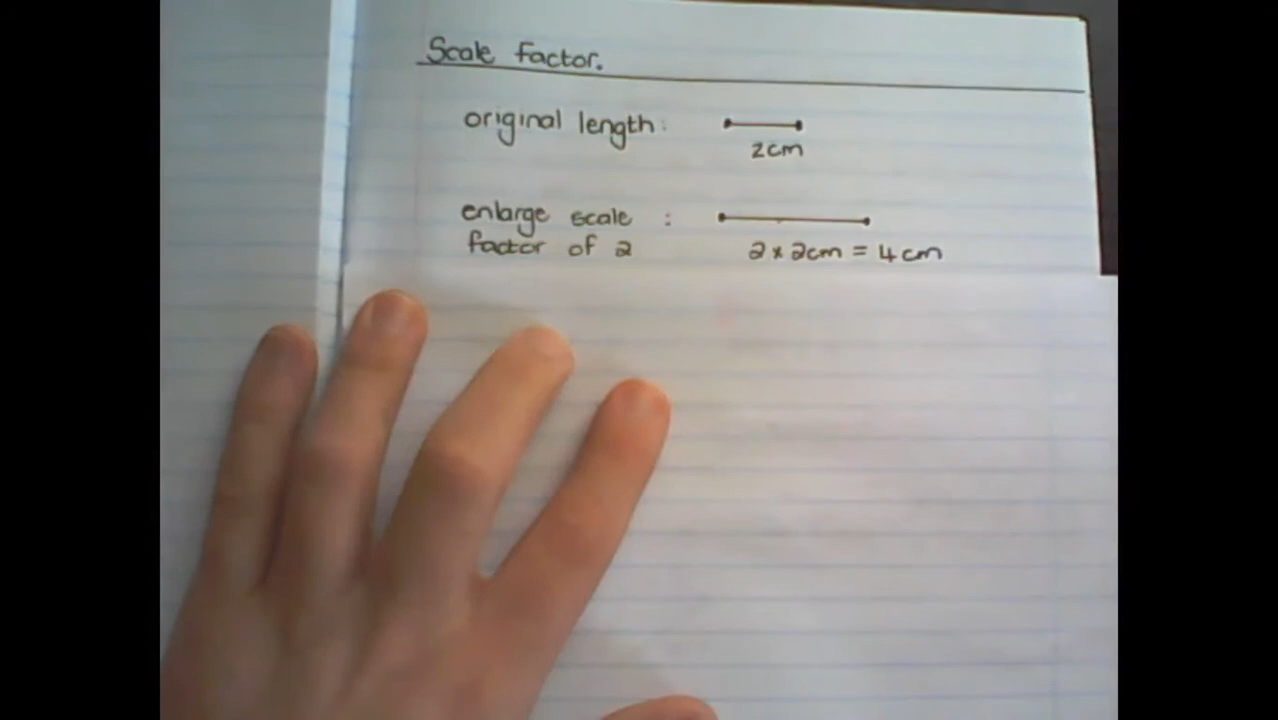 Scale factor.
original length:
2cm
enlarge scale :
factor of 2
2 x 2cm = 4cm